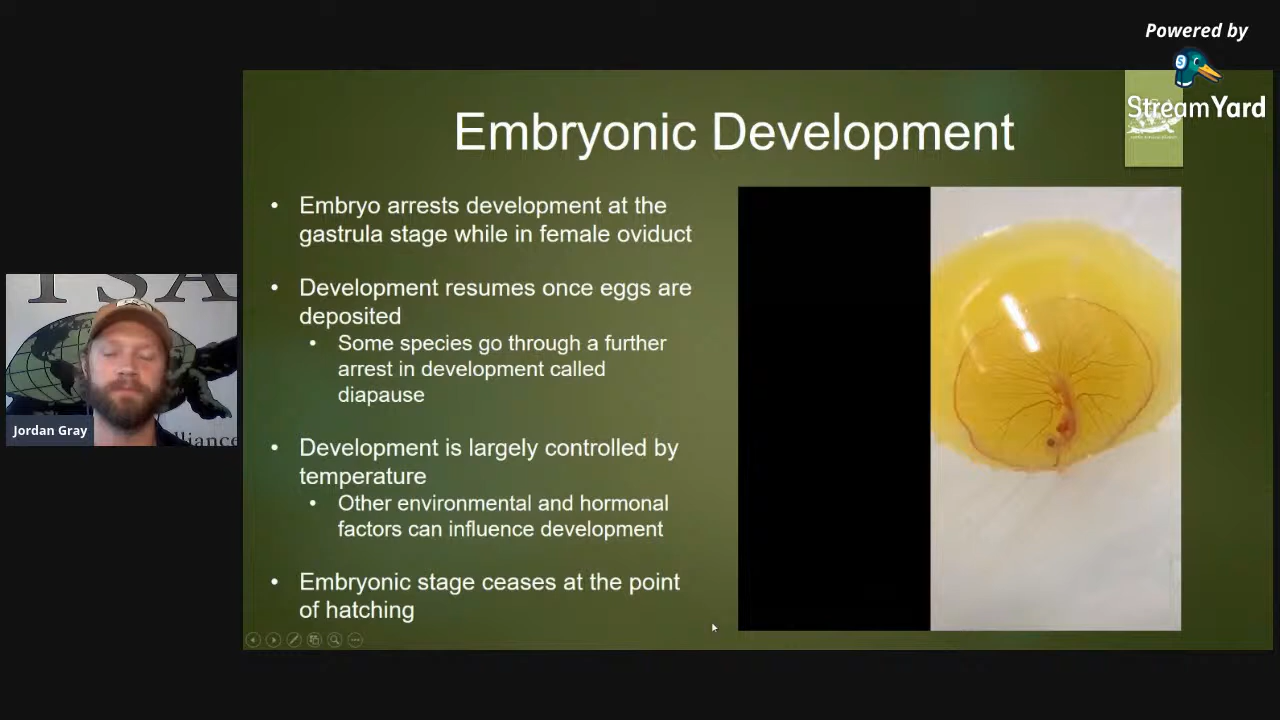 Powered by
StreamYard
Embryonic Development
• Embryo arrests development at the
gastrula stage while in female oviduct
• Development resumes once eggs are
deposited
• Some species go through a further
arrest in development called
diapause
• Development is largely controlled by
temperature
• Other environmental and hormonal
factors can influence development
• Embryonic stage ceases at the point
of hatching
TSA
Jordan Gray
lliance